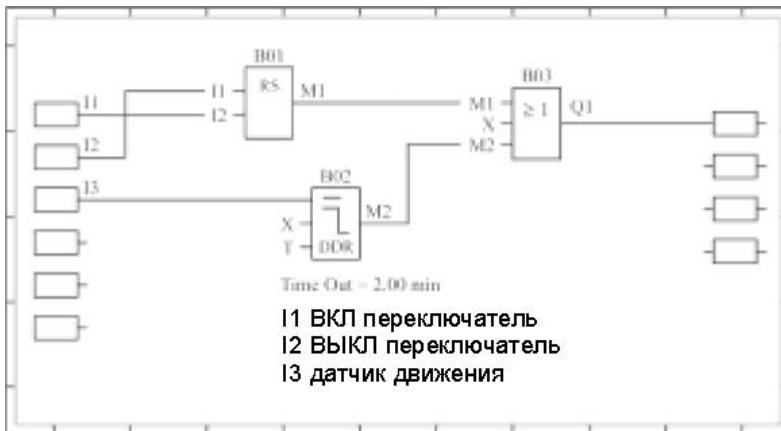 B01
RS
I1
I2
M1
I1
I2
I3
B02
X
T
DDR
M2
Time Out = 2.00 min
B03
≥ 1
M1
X
M2
Q1
I1 ВКЛ переключатель
I2 ВЫКЛ переключатель
I3 датчик движения